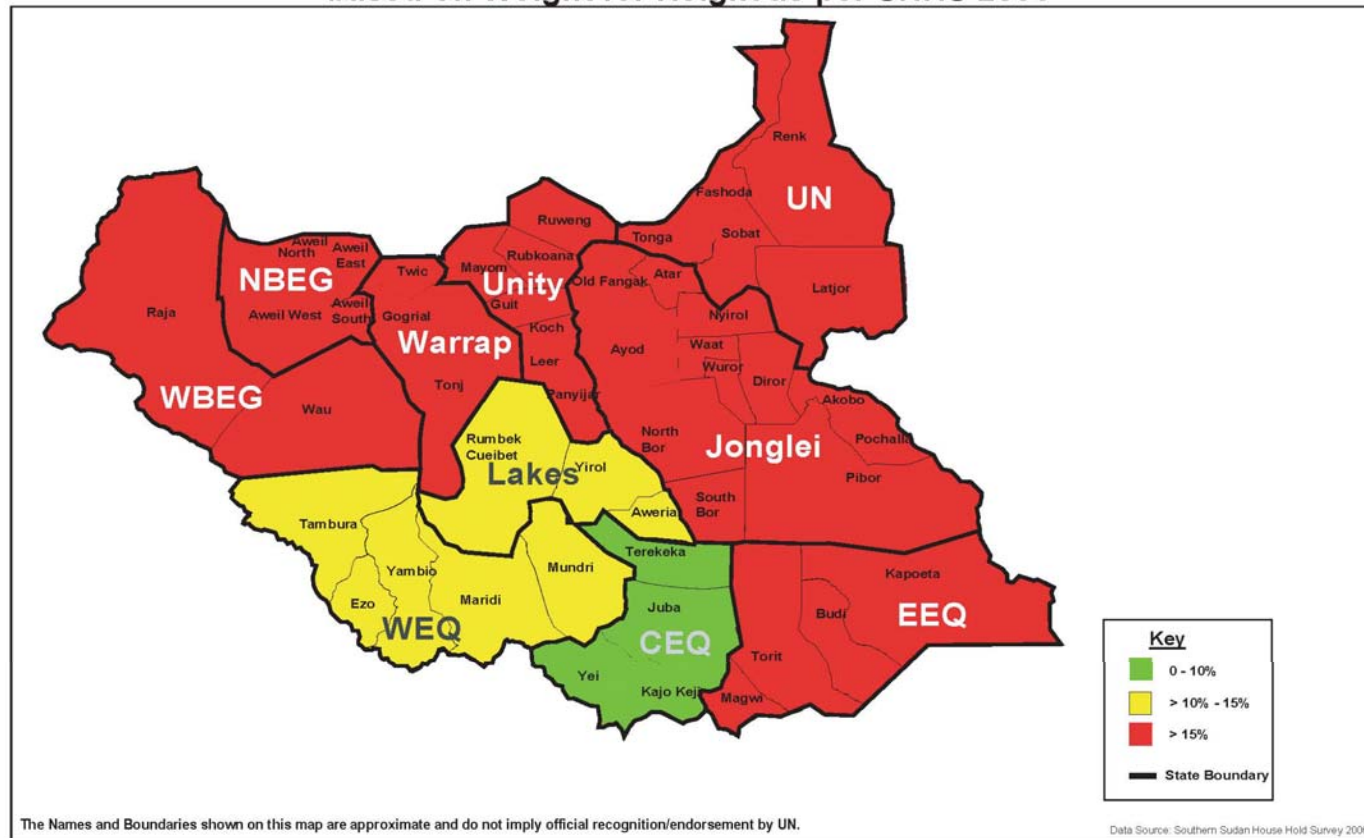 Renk
UN
Fashoda
Ruweng
Tonga
Sobat
Aweil
North
Aweil
East
NBEG
Twic
Mayom
Rubkoana
Unity
Old Fangak
Atar
Latjor
Raja
Aweil West
Aweil
South
Gogrial
Guit
Nyirol
Warrap
Koch
Ayod
Waat
Leer
Wuror
Diror
Tonj
WBEG
Wau
Panyijar
Akobo
Rumbek
Cueibet
North
Bor
Jonglei
Pochalla
Lakes
Yirol
Pibor
South
Bor
Aweria
Tambura
Terekeka
Mundri
Yambio
Kapoeta
Ezo
Maridi
Juba
Budi
EEQ
WEQ
CEQ
Torit
Yei
Kajo Keji
Magwi
Key
0 - 10%
> 10% - 15%
> 15%
State Boundary
The Names and Boundaries shown on this map are approximate and do not imply official recognition/endorsement by UN.
Data Source: Southern Sudan House Hold Survey